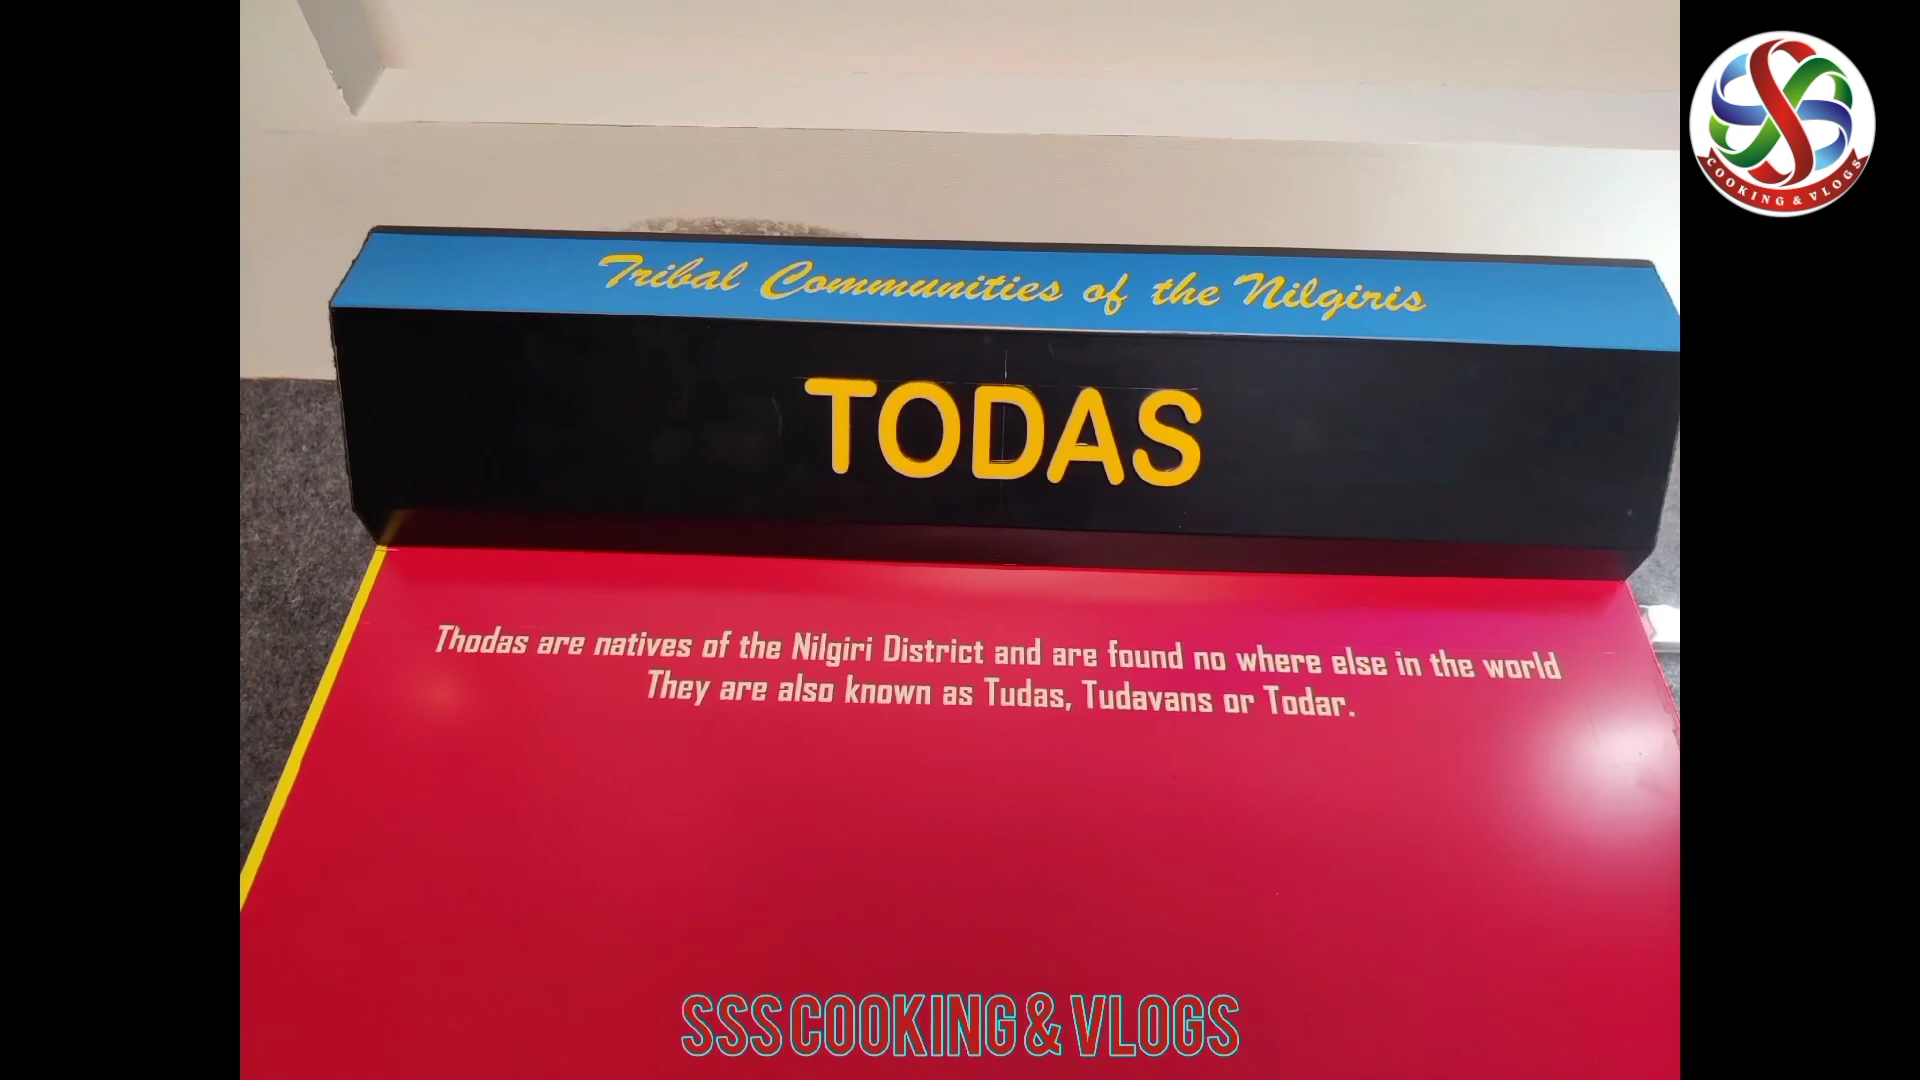 COOKING & VLOGS
Tribal Communities of the Nilgiris
TODAS
Thodas are natives of the Nilgiri District and are found no where else in the world
They are also known as Tudas, Tudavans or Todar.
SSS COOKING & VLOGS